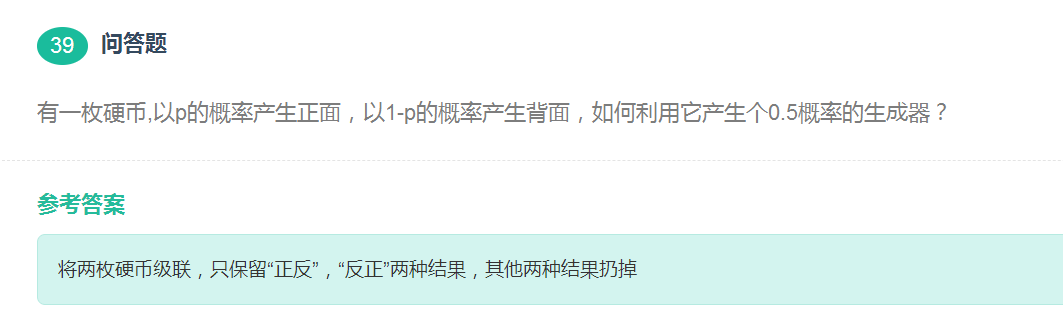 39 问答题
有一枚硬币,以p的概率产生正面，以1-p的概率产生背面，如何利用它产生个0.5概率的生成器？
参考答案
将两枚硬币级联，只保留“正反”，“反正”两种结果，其他两种结果扔掉